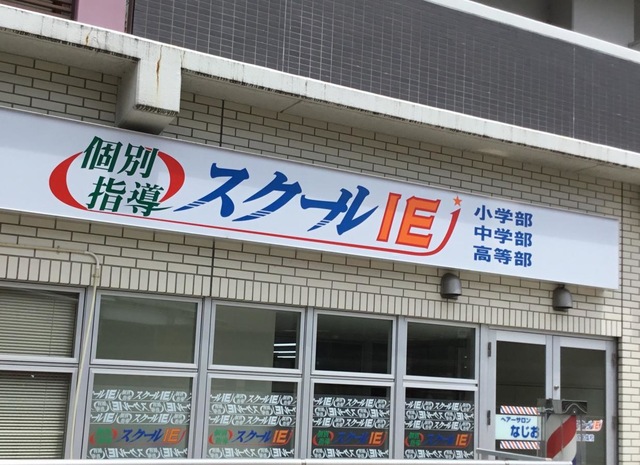 個別
指導
スクールIE
小学部
中学部
高等部
スクールIE
スクールIE
スクールIE
スクールIE
ヘアーサロン
なじお